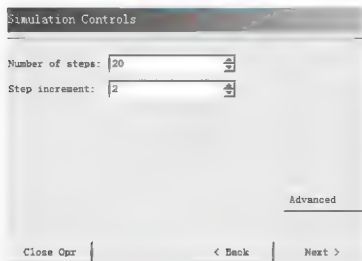 Simulation Controls
Number of steps: 20
Step increment: 2
Advanced
Close Opr
< Back
Next >